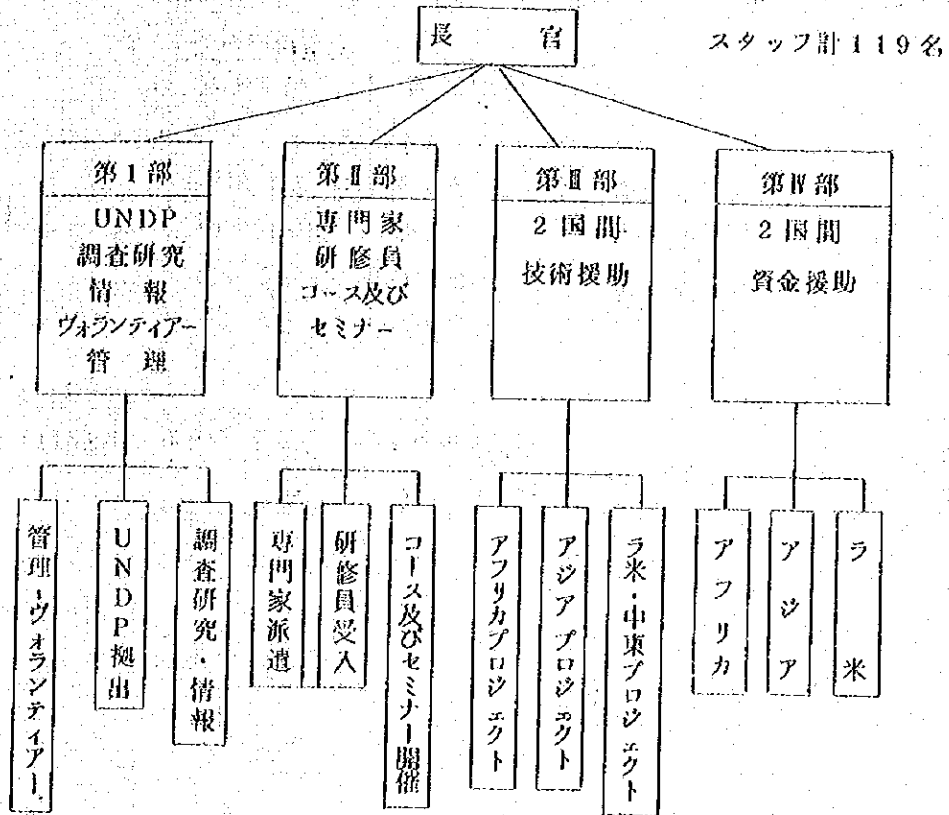 長 官
スタッフ計119名
第Ⅰ部
UNDP
調査研究
情 報
ヴォランティアー
管 理
第Ⅱ部
専門家
研修員
コース及び
セミナー
第Ⅲ部
2国間
技術援助
第Ⅳ部
2国間
資金援助
管理・ヴォランティアー
UNDP拠出
調査研究・情報
専門家派遣
研修員受入
コース及びセミナー開催
アフリカプロジェクト
アジアプロジェクト
ラ米・中東プロジェクト
アフリカ
アジア
ラ米